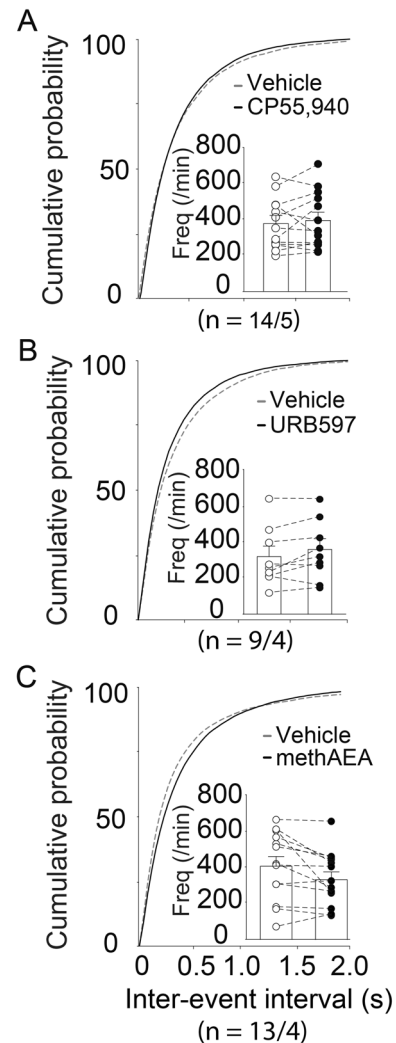 A
Cumulative probability
100
50
0
Vehicle
CP55,940
Freq (/min)
800
600
400
200
0
(n = 14/5)
B
Cumulative probability
100
50
0
Vehicle
URB597
Freq (/min)
800
600
400
200
0
(n = 9/4)
C
Cumulative probability
100
50
0
Vehicle
methAEA
Freq (/min)
800
600
400
200
0
0 0.5 1.0 1.5 2.0
Inter-event interval (s)
(n = 13/4)